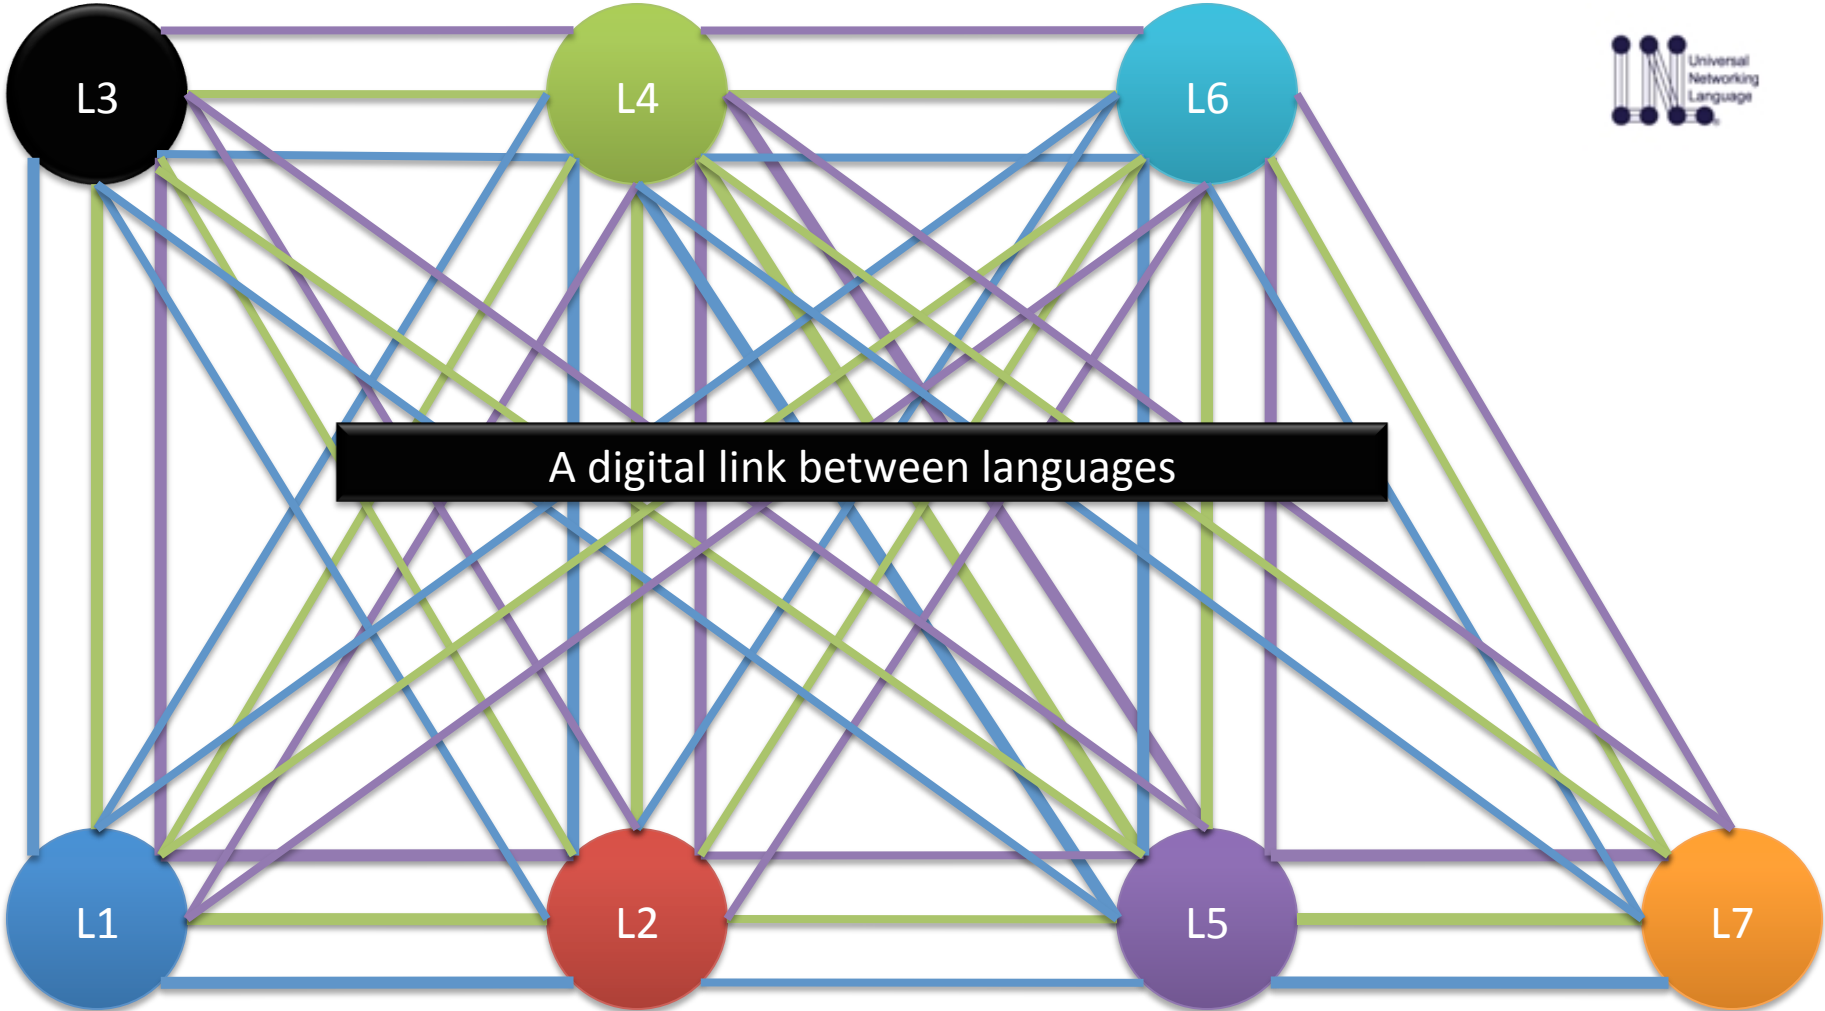 L3
L4
L6
Universal
Networking
Language
A digital link between languages
L1
L2
L5
L7